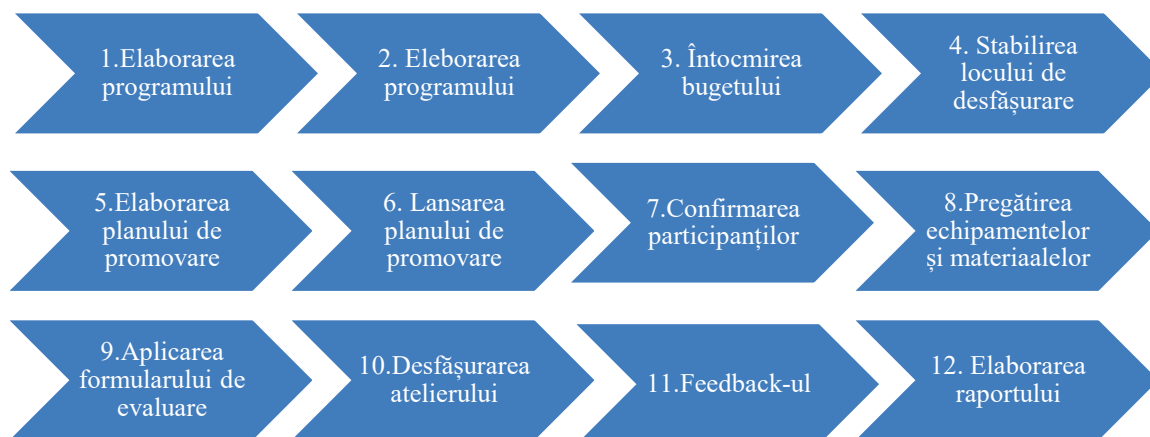 1.Elaborarea
programului
2. Eleborarea
programului
3. Întocmirea
bugetului
4. Stabilirea
locului de
desfășurare
5.Elaborarea
planului de
promovare
6. Lansarea
planului de
promovare
7.Confirmarea
participanților
8.Pregătirea
echipamentelor
și materiaalelor
9.Aplicarea
formularului de
evaluare
10.Desfășurarea
atelierului
11.Feedback-ul
12. Elaborarea
raportului